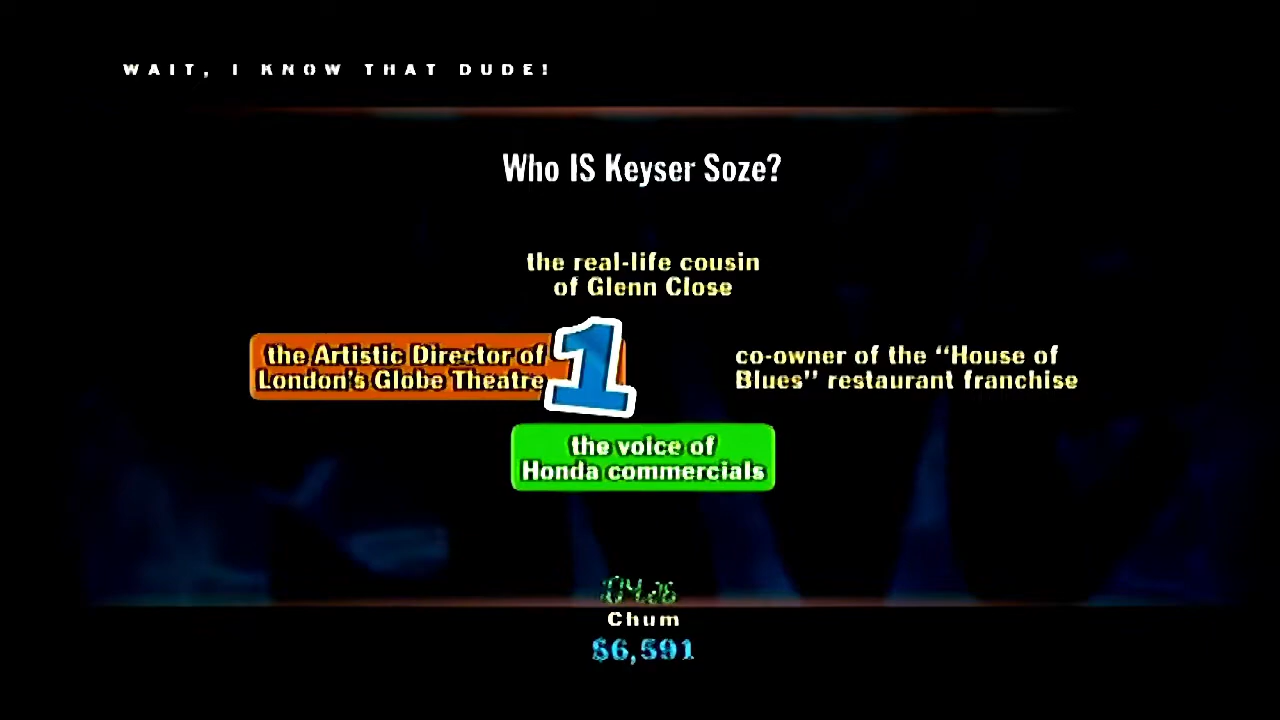 WAIT, I KNOW THAT DUDE!
Who IS Keyser Soze?
the real-life cousin
of Glenn Close
the Artistic Director of
London's Globe Theatre
1
co-owner of the "House of
Blues" restaurant franchise
the voice of
Honda commercials
Chum
$6,591